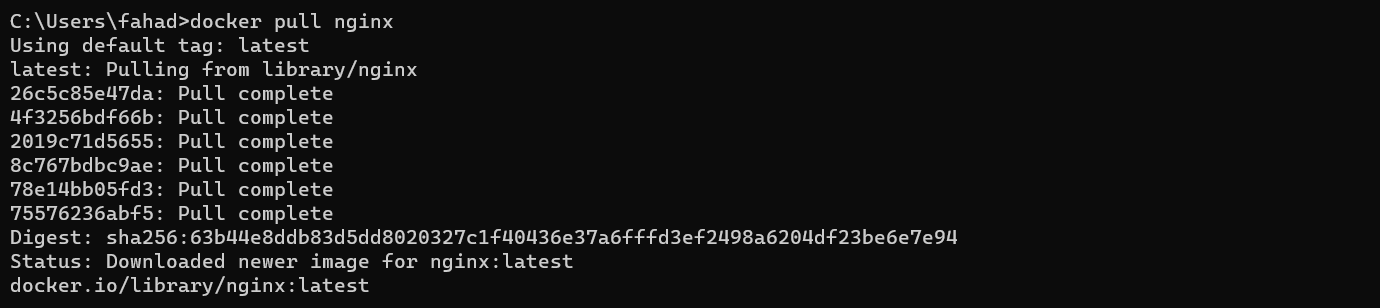 C:\Users\fahad>docker pull nginx
Using default tag: latest
latest: Pulling from library/nginx
26c5c85e47da: Pull complete
4f3256bdf66b: Pull complete
2019c71d5655: Pull complete
8c767bdbc9ae: Pull complete
78e14bb05fd3: Pull complete
75576236abf5: Pull complete
Digest: sha256:63b44e8ddb83d5dd8020327c1f40436e37a6fffd3ef2498a6204df23be6e7e94
Status: Downloaded newer image for nginx:latest
docker.io/library/nginx:latest